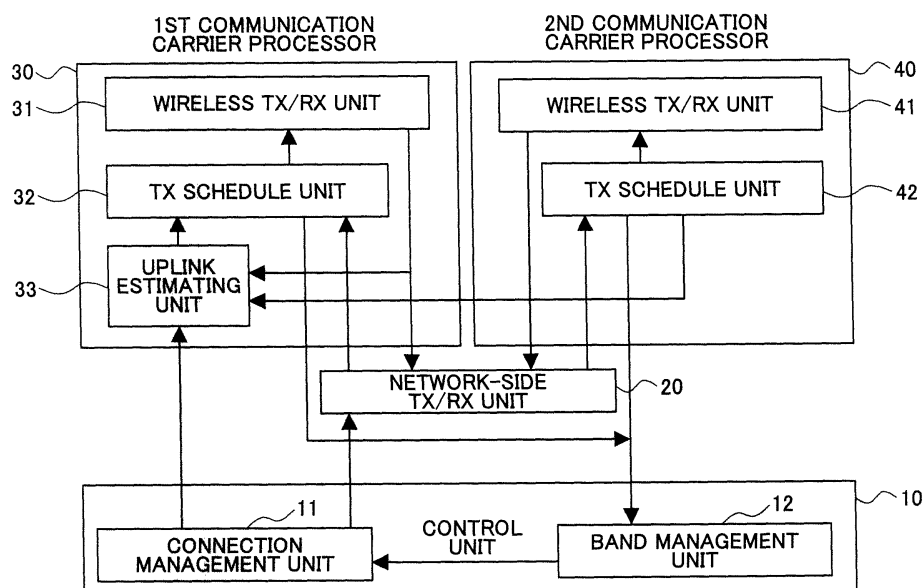 1ST COMMUNICATION
CARRIER PROCESSOR
2ND COMMUNICATION
CARRIER PROCESSOR
30
40
31
WIRELESS TX/RX UNIT
WIRELESS TX/RX UNIT
41
32
TX SCHEDULE UNIT
TX SCHEDULE UNIT
42
33
UPLINK
ESTIMATING
UNIT
NETWORK-SIDE
TX/RX UNIT
20
10
11
12
CONNECTION
MANAGEMENT UNIT
CONTROL
UNIT
BAND MANAGEMENT
UNIT